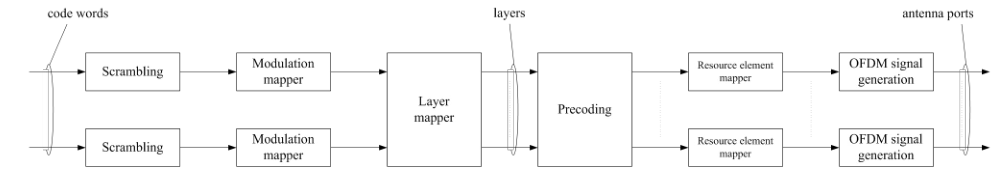 code words
layers
antenna ports
Scrambling
Modulation
mapper
Layer
mapper
Precoding
Resource element
mapper
OFDM signal
generation
Scrambling
Modulation
mapper
Resource element
mapper
OFDM signal
generation